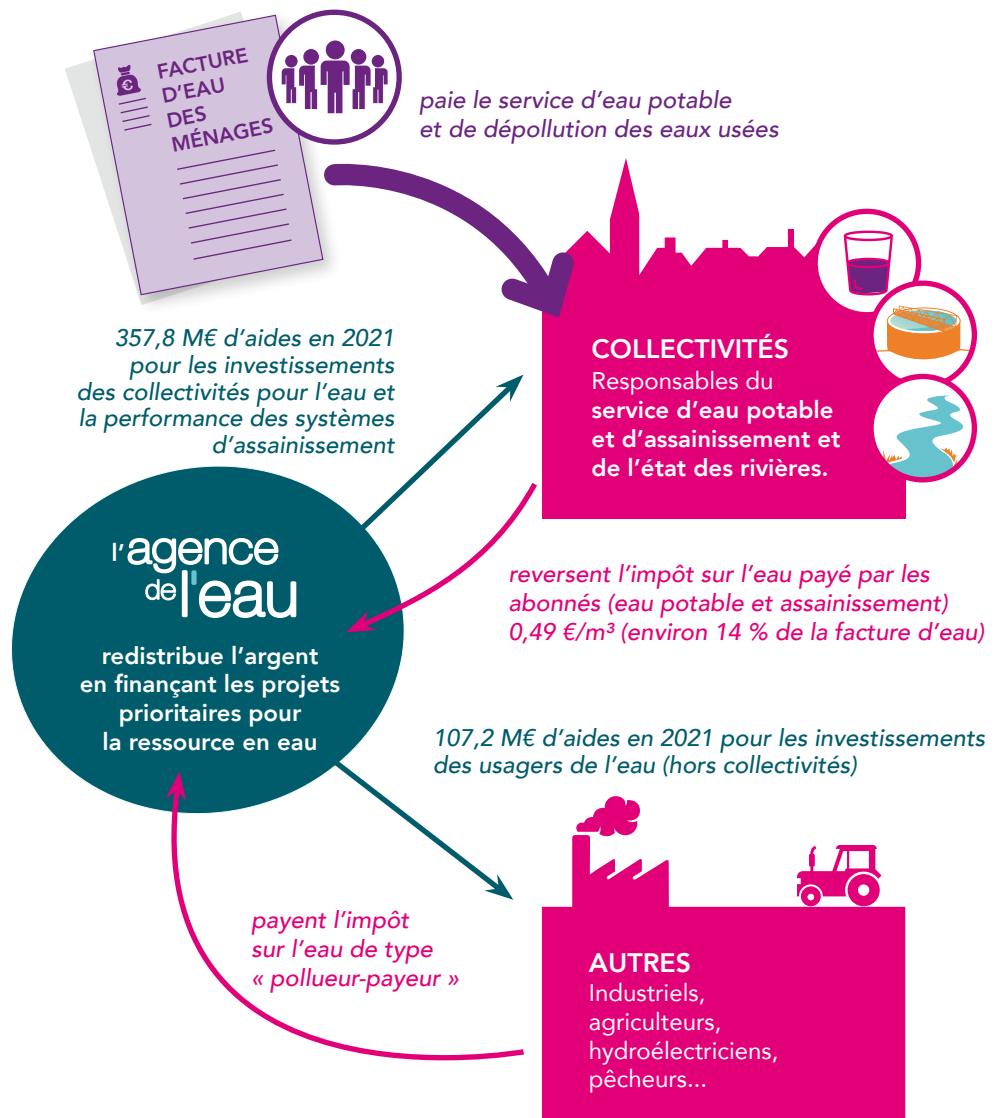 FACTURE
D'EAU
DES
MÉNAGES
€
paie le service d'eau potable
et de dépollution des eaux usées
357,8 M€ d'aides en 2021
pour les investissements
des collectivités pour l'eau et
la performance des systèmes
d'assainissement
COLLECTIVITÉS
Responsables du
service d'eau potable
et d'assainissement et
de l'état des rivières.
l'agence
de l'eau
redistribue l'argent
en finançant les projets
prioritaires pour
la ressource en eau
reversent l'impôt sur l'eau payé par les
abonnés (eau potable et assainissement)
0,49 €/m³ (environ 14 % de la facture d'eau)
107,2 M€ d'aides en 2021 pour les investissements
des usagers de l'eau (hors collectivités)
payent l'impôt
sur l'eau de type
« pollueur-payeur »
AUTRES
Industriels,
agriculteurs,
hydroélectriciens,
pêcheurs...